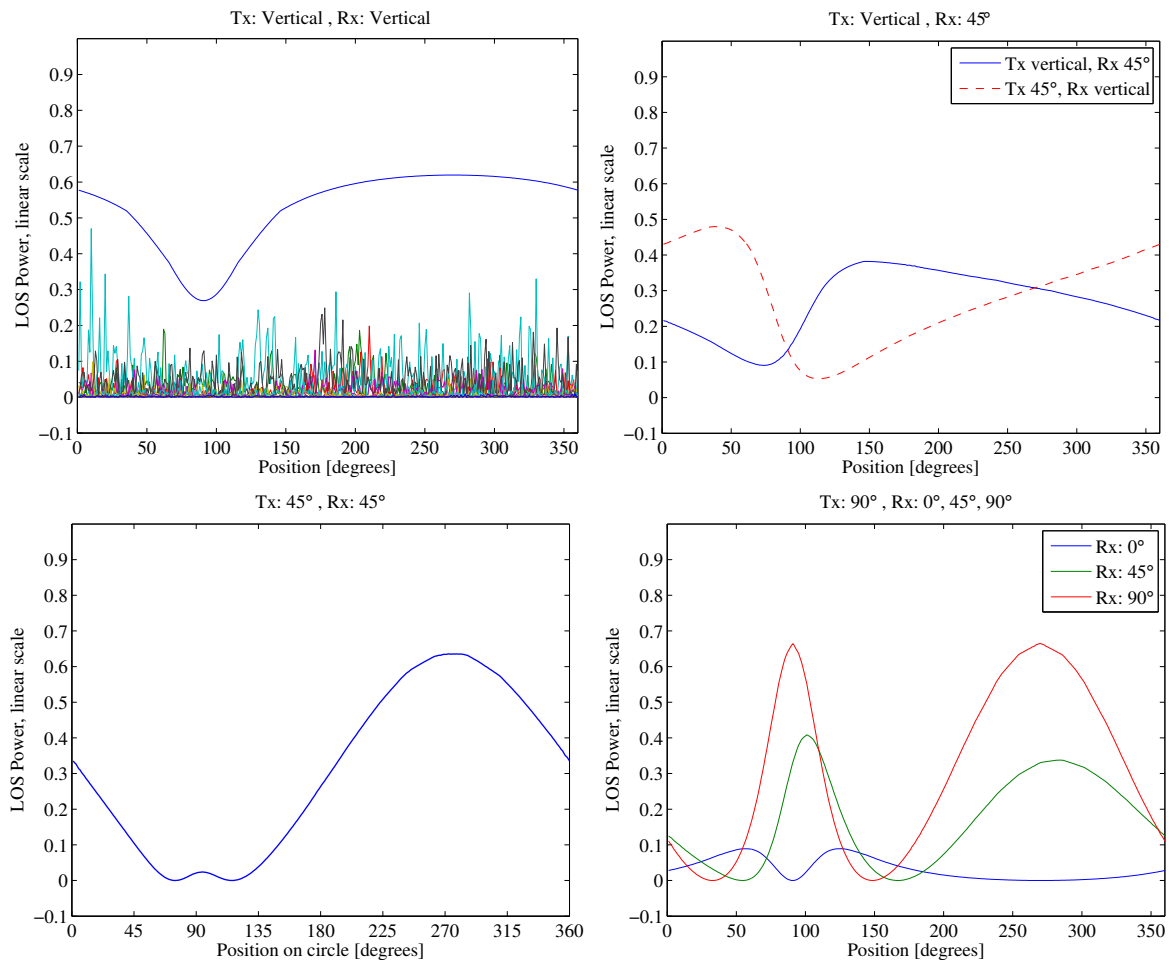 Tx: Vertical , Rx: Vertical
0.9
0.8
0.7
0.6
0.5
0.4
0.3
0.2
0.1
0
−0.1
0 50 100 150 200 250 300 350
LOS Power, linear scale
Position [degrees]
Tx: Vertical , Rx: 45°
Tx vertical, Rx 45°
Tx 45°, Rx vertical
0.9
0.8
0.7
0.6
0.5
0.4
0.3
0.2
0.1
0
−0.1
0 50 100 150 200 250 300 350
LOS Power, linear scale
Position [degrees]
Tx: 45° , Rx: 45°
0.9
0.8
0.7
0.6
0.5
0.4
0.3
0.2
0.1
0
−0.1
0 45 90 135 180 225 270 315 360
LOS Power, linear scale
Position on circle [degrees]
Tx: 90° , Rx: 0°, 45°, 90°
Rx: 0°
Rx: 45°
Rx: 90°
0.9
0.8
0.7
0.6
0.5
0.4
0.3
0.2
0.1
0
−0.1
0 50 100 150 200 250 300 350
LOS Power, linear scale
Position [degrees]